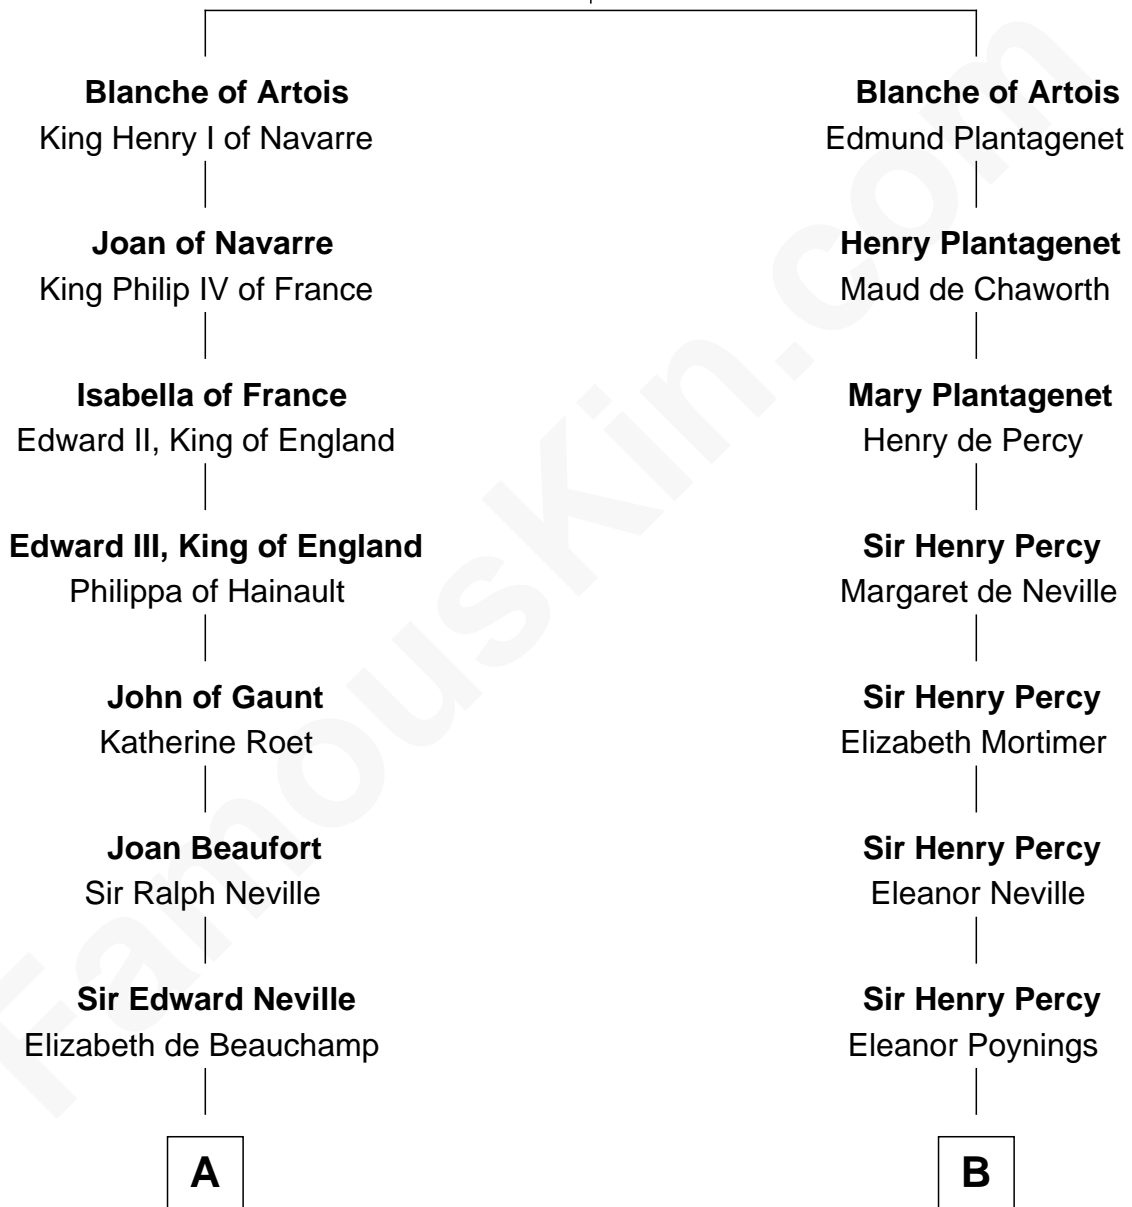 Blanche of Artois
King Henry I of Navarre
Joan of Navarre
King Philip IV of France
Isabella of France
Edward II, King of England
Edward III, King of England
Philippa of Hainault
John of Gaunt
Katherine Roet
Joan Beaufort
Sir Ralph Neville
Sir Edward Neville
Elizabeth de Beauchamp
A
Blanche of Artois
Edmund Plantagenet
Henry Plantagenet
Maud de Chaworth
Mary Plantagenet
Henry de Percy
Sir Henry Percy
Margaret de Neville
Sir Henry Percy
Elizabeth Mortimer
Sir Henry Percy
Eleanor Neville
Sir Henry Percy
Eleanor Poynings
B
FamousKin.com